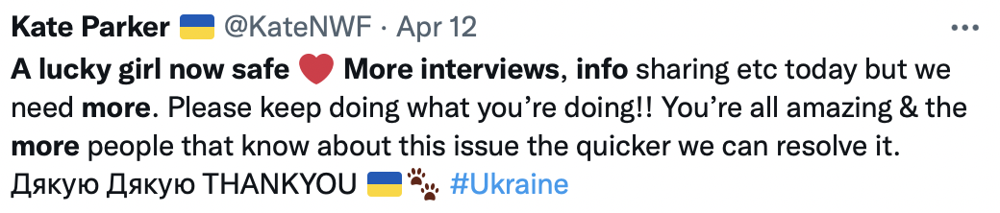 Kate Parker 🇺🇦 @KateNWF · Apr 12
A lucky girl now safe ❤️ More interviews, info sharing etc today but we
need more. Please keep doing what you’re doing!! You’re all amazing & the
more people that know about this issue the quicker we can resolve it.
Дякую Дякую THANKYOU 🇺🇦🐾 #Ukraine